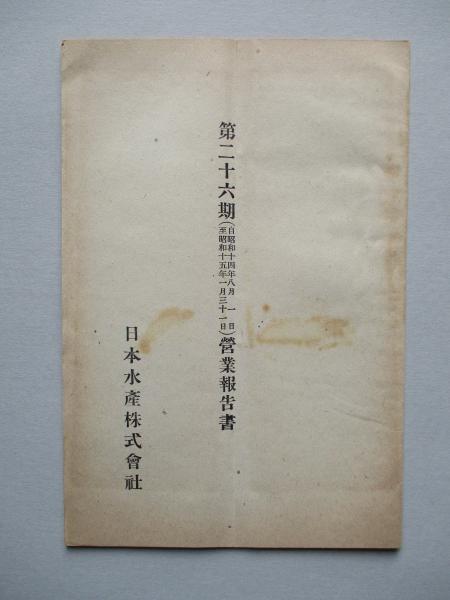 第二十六期(自昭和十四年八月一日至昭和十五年一月三十一日)營業報告書
日本水產株式會社